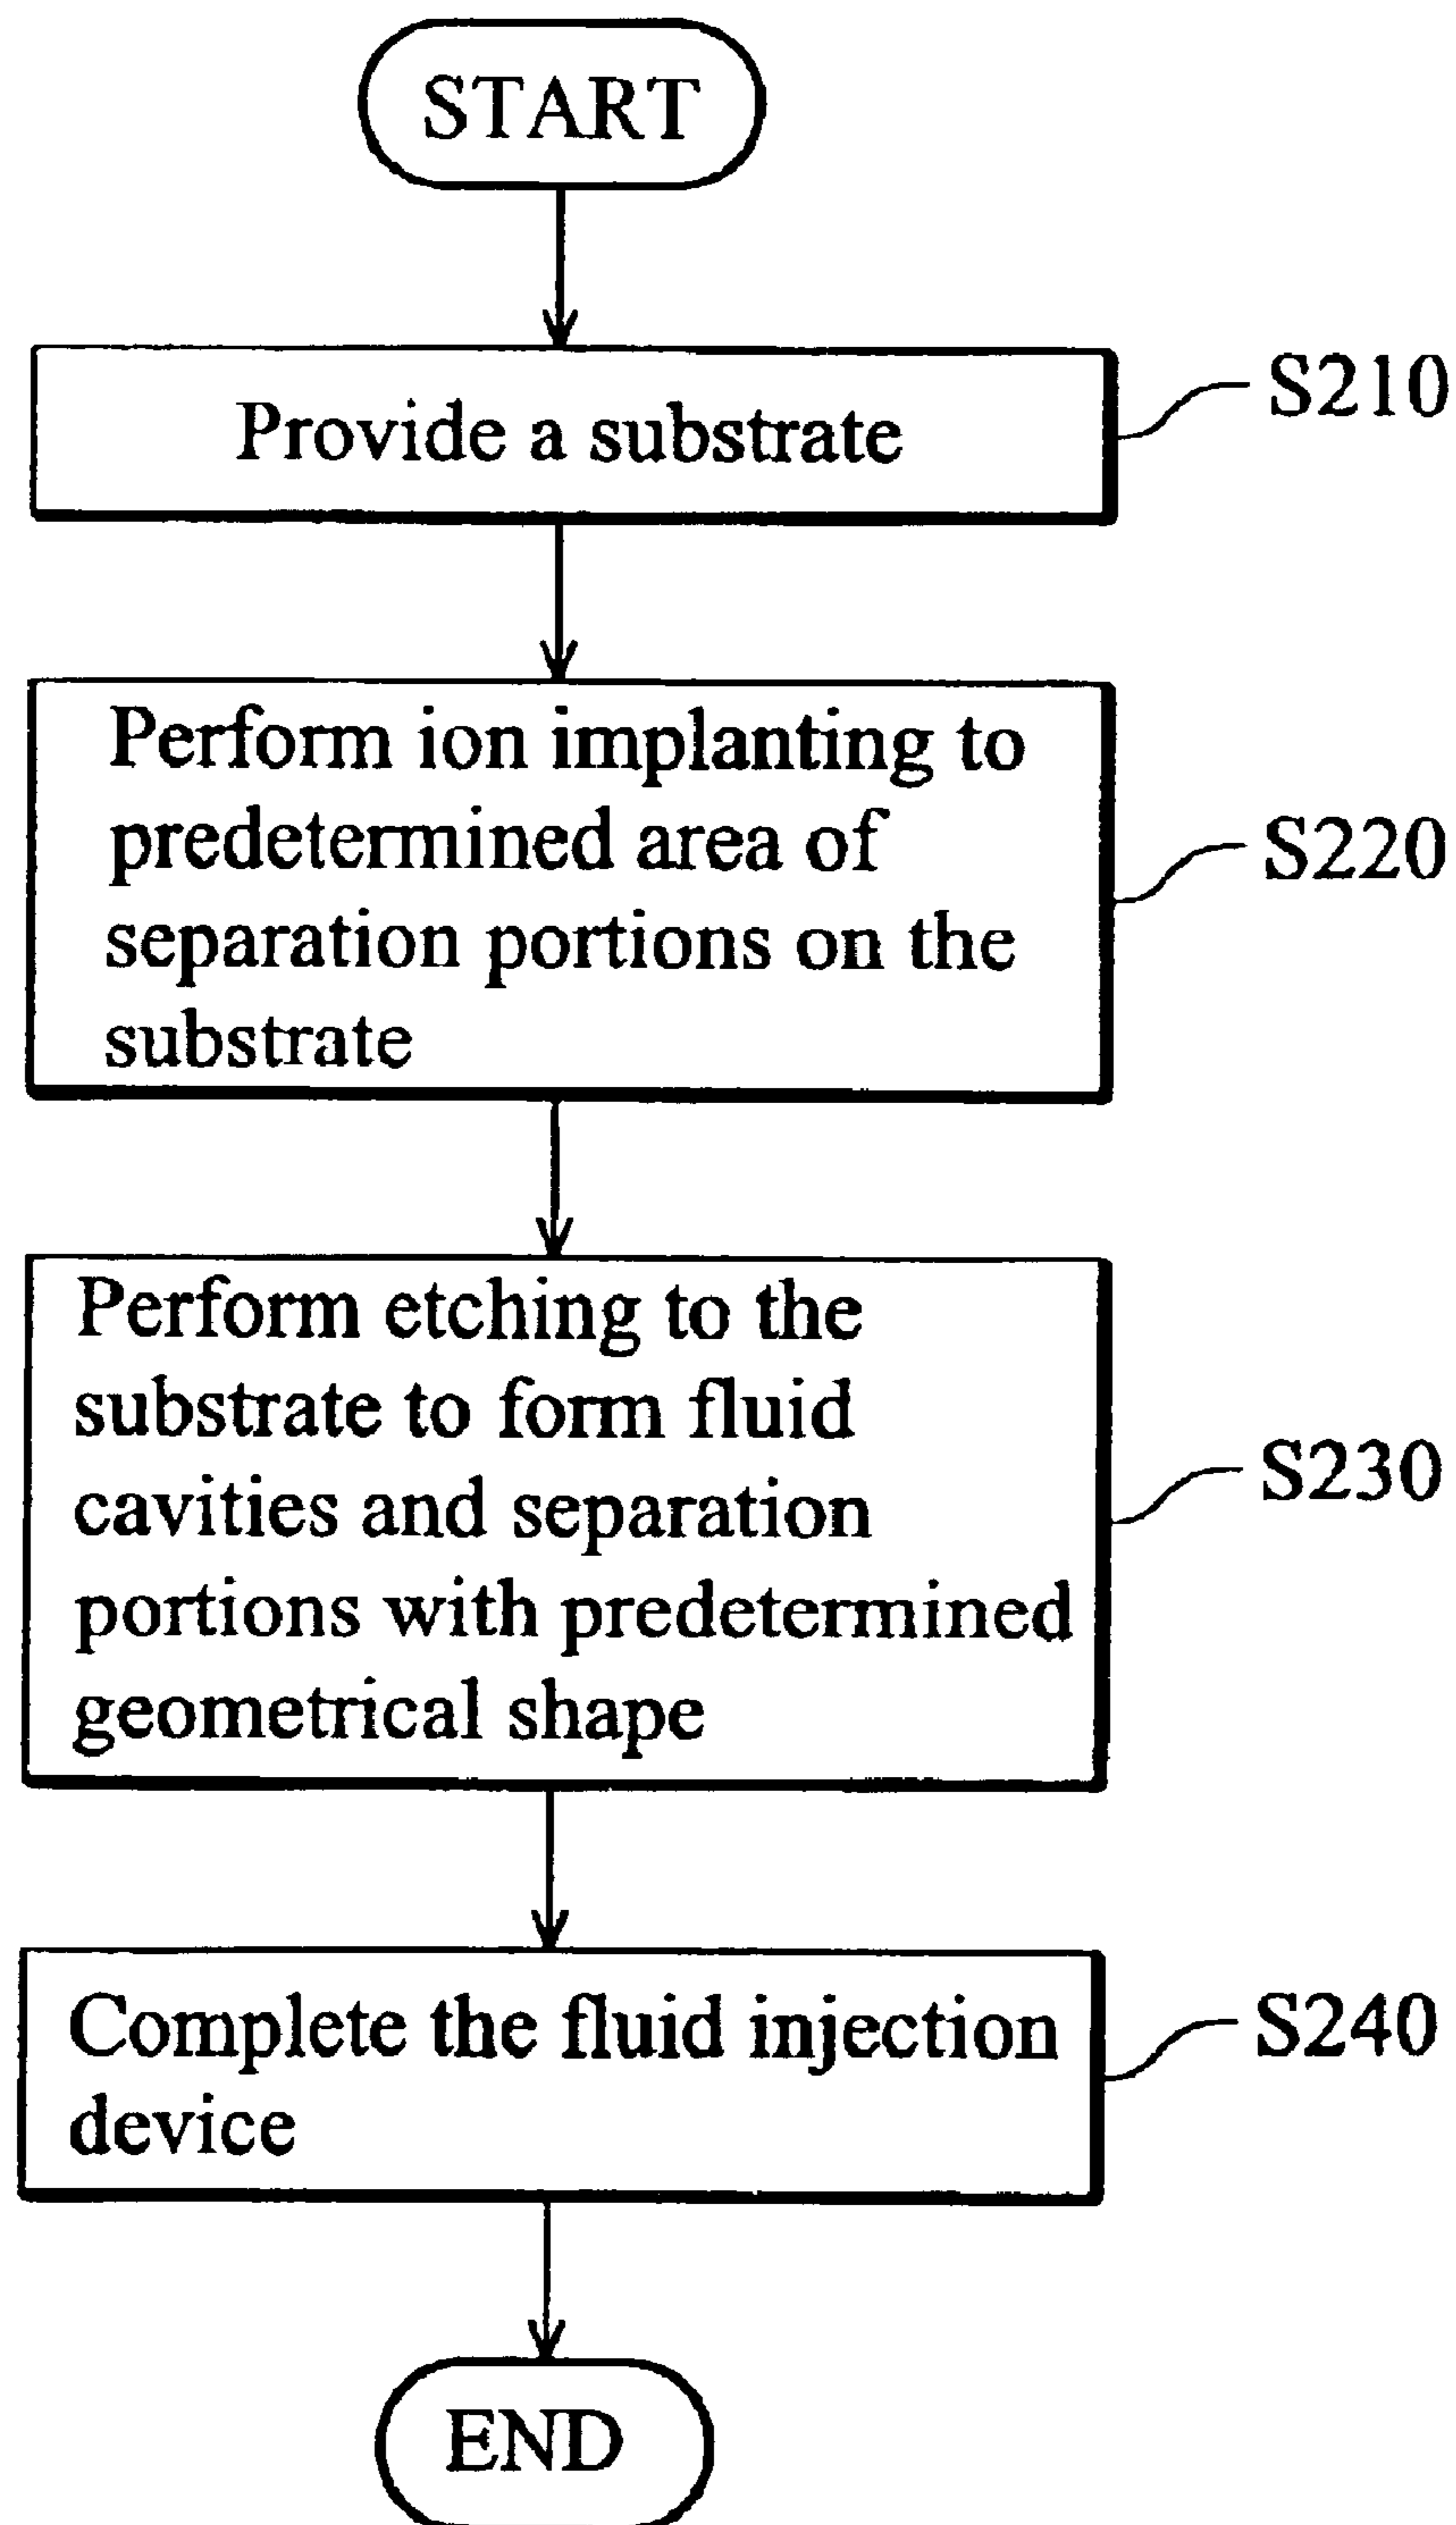 START
Provide a substrate
S210
Perform ion implanting to
predetermined area of
separation portions on the
substrate
S220
Perform etching to the
substrate to form fluid
cavities and separation
portions with predetermined
geometrical shape
S230
Complete the fluid injection
device
S240
END